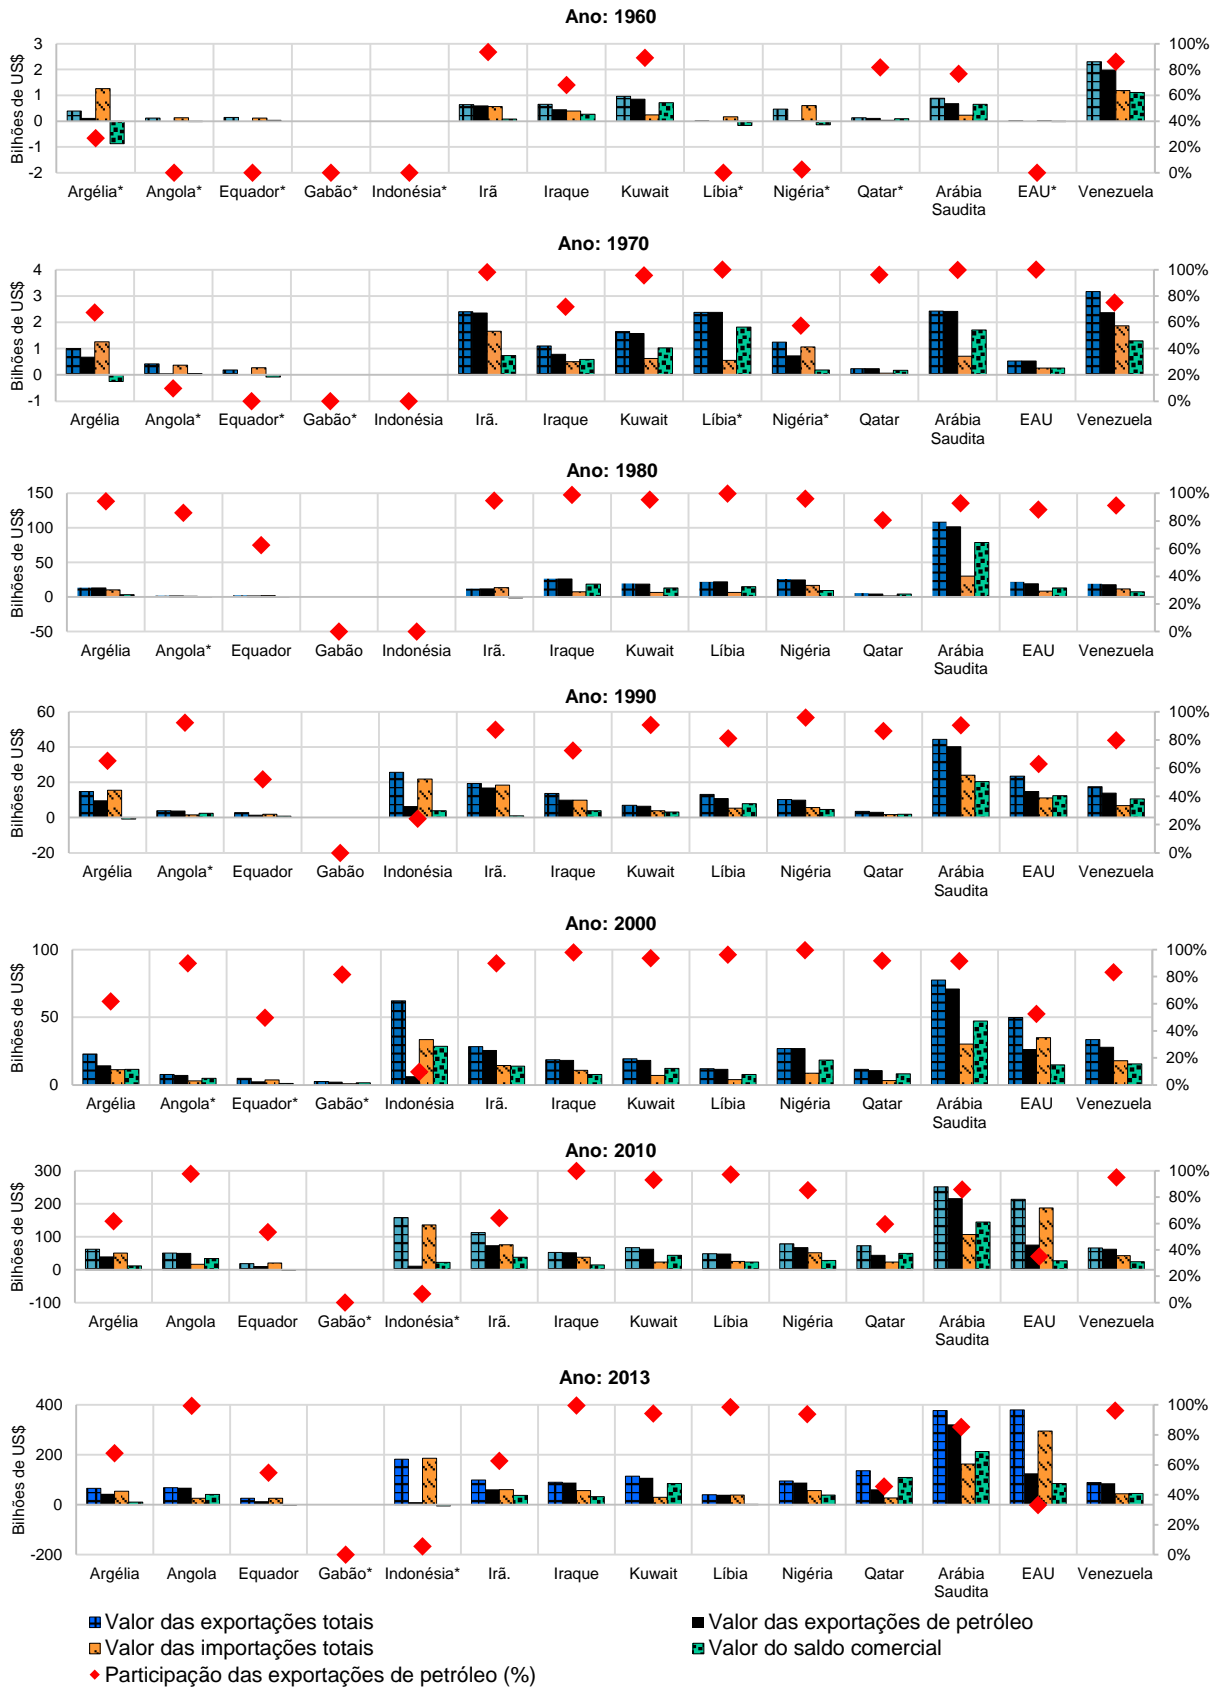 Ano: 1960
Bilhões de US$
3 100%
2 80%
1 60%
0 40%
-1 20%
-2 0%
Argélia* Angola* Equador* Gabão* Indonésia* Irã Iraque Kuwait Líbia* Nigéria* Qatar* Arábia Saudita EAU* Venezuela
Ano: 1970
Bilhões de US$
4 100%
3 80%
2 60%
1 40%
0 20%
-1 0%
Argélia Angola* Equador* Gabão* Indonésia Irã. Iraque Kuwait Líbia* Nigéria* Qatar Arábia Saudita EAU Venezuela
Ano: 1980
Bilhões de US$
150 100%
100 80%
50 60%
0 40%
-50 20%
0%
Argélia Angola* Equador Gabão Indonésia Irã. Iraque Kuwait Líbia Nigéria Qatar Arábia Saudita EAU Venezuela
Ano: 1990
Bilhões de US$
60 100%
40 80%
20 60%
0 40%
-20 20%
0%
Argélia Angola* Equador Gabão Indonésia Irã. Iraque Kuwait Líbia Nigéria Qatar Arábia Saudita EAU Venezuela
Ano: 2000
Bilhões de US$
100 100%
50 80%
0 60%
40%
20%
0%
Argélia Angola* Equador* Gabão* Indonésia Irã. Iraque Kuwait Líbia Nigéria Qatar Arábia Saudita EAU Venezuela
Ano: 2010
Bilhões de US$
300 100%
200 80%
100 60%
0 40%
-100 20%
0%
Argélia Angola Equador Gabão* Indonésia* Irã. Iraque Kuwait Líbia Nigéria Qatar Arábia Saudita EAU Venezuela
Ano: 2013
Bilhões de US$
400 100%
200 80%
0 60%
-200 40%
20%
0%
Argélia Angola Equador Gabão* Indonésia* Irã. Iraque Kuwait Líbia Nigéria Qatar Arábia Saudita EAU Venezuela
Valor das exportações totais
Valor das exportações de petróleo
Valor das importações totais
Valor do saldo comercial
Participação das exportações de petróleo (%)